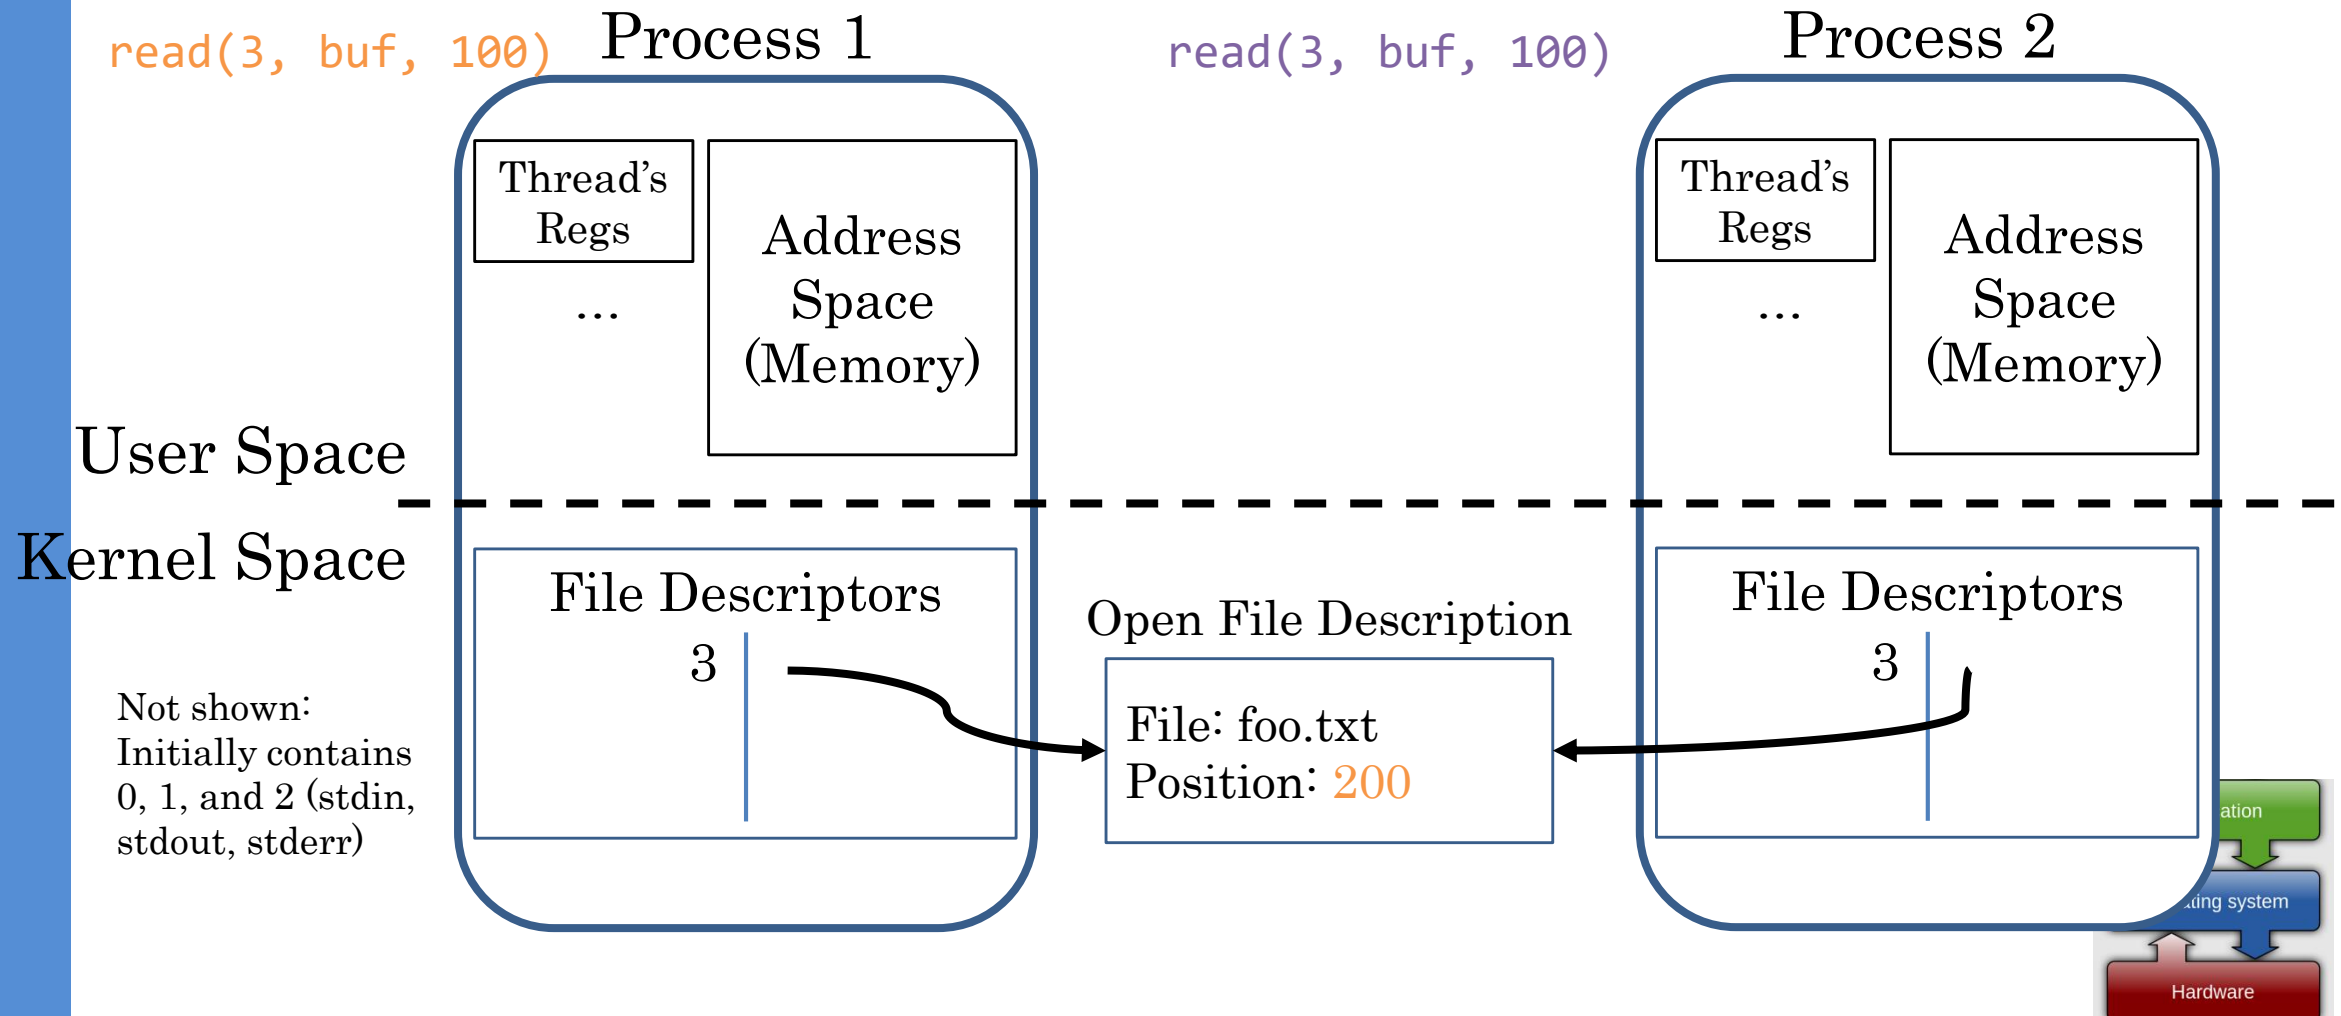 read(3, buf, 100)
Process 1
read(3, buf, 100)
Process 2
Thread's
Regs
...
Address
Space
(Memory)
Thread's
Regs
...
Address
Space
(Memory)
User Space
Kernel Space
File Descriptors
3
Open File Description
File: foo.txt
Position: 200
File Descriptors
3
Not shown:
Initially contains
0, 1, and 2 (stdin,
stdout, stderr)
system
Hardware